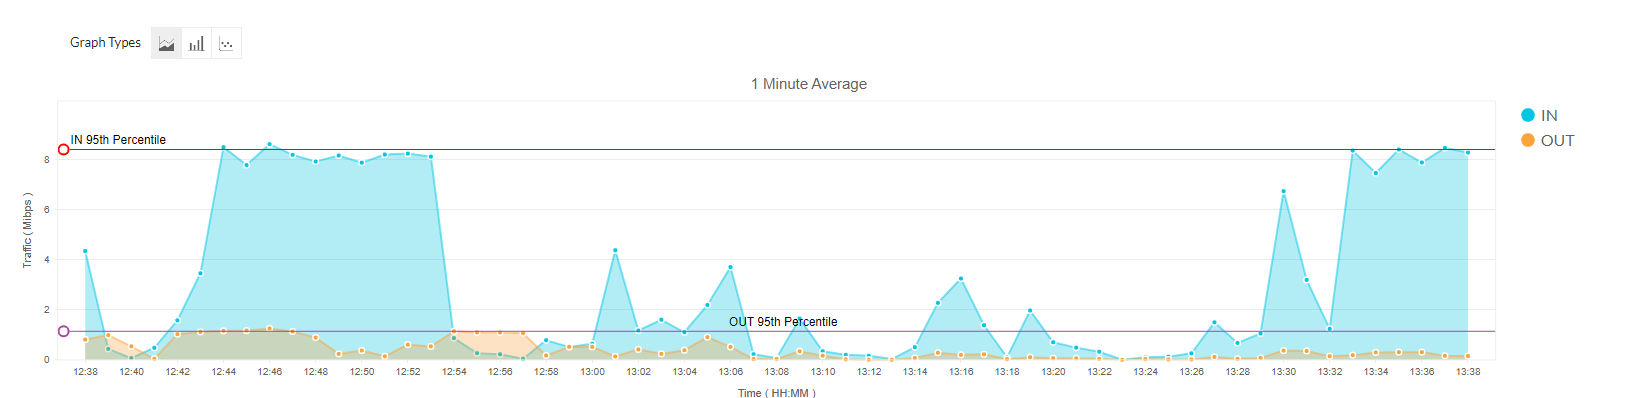 Graph Types
1 Minute Average
IN
OUT
IN 95th Percentile
OUT 95th Percentile
Traffic ( Mibps )
8
6
4
2
0
12:38 12:40 12:42 12:44 12:46 12:48 12:50 12:52 12:54 12:56 12:58 13:00 13:02 13:04 13:06 13:08 13:10 13:12 13:14 13:16 13:18 13:20 13:22 13:24 13:26 13:28 13:30 13:32 13:34 13:36 13:38
Time ( HH:MM )